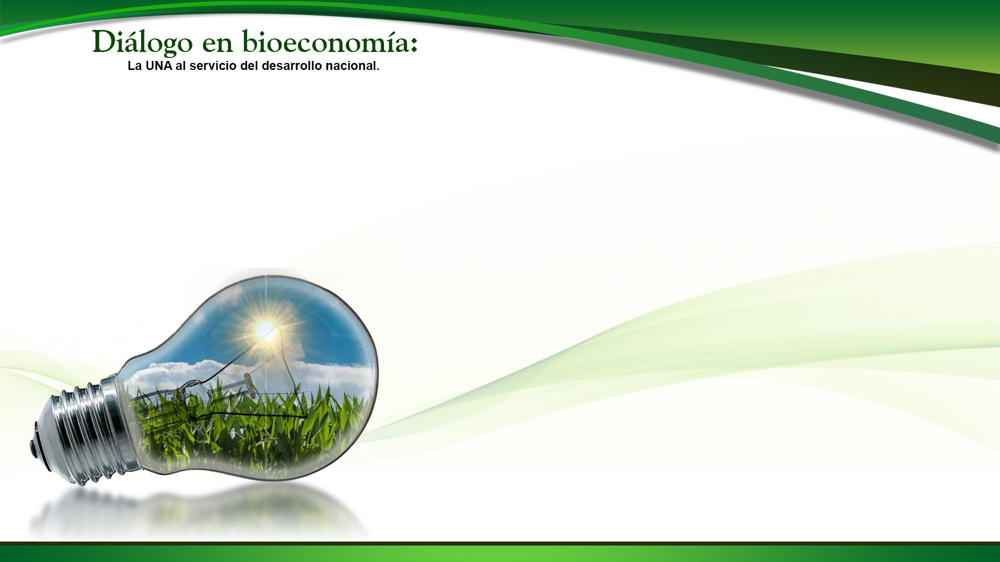 Diálogo en bioeconomía:
La UNA al servicio del desarrollo nacional.